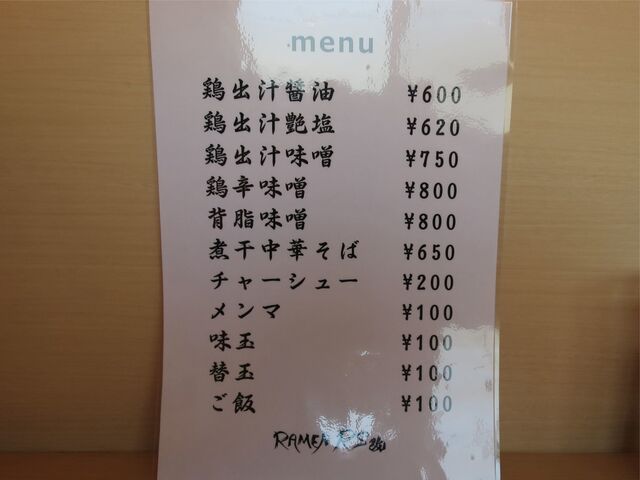 menu
鶏出汁醤油 ¥600
鶏出汁艶塩 ¥620
鶏出汁味噌 ¥750
鶏辛味噌 ¥800
背脂味噌 ¥800
煮干中華そば ¥650
チャーシュー ¥200
メンマ ¥100
味玉 ¥100
替玉 ¥100
ご飯 ¥100
RAMEN